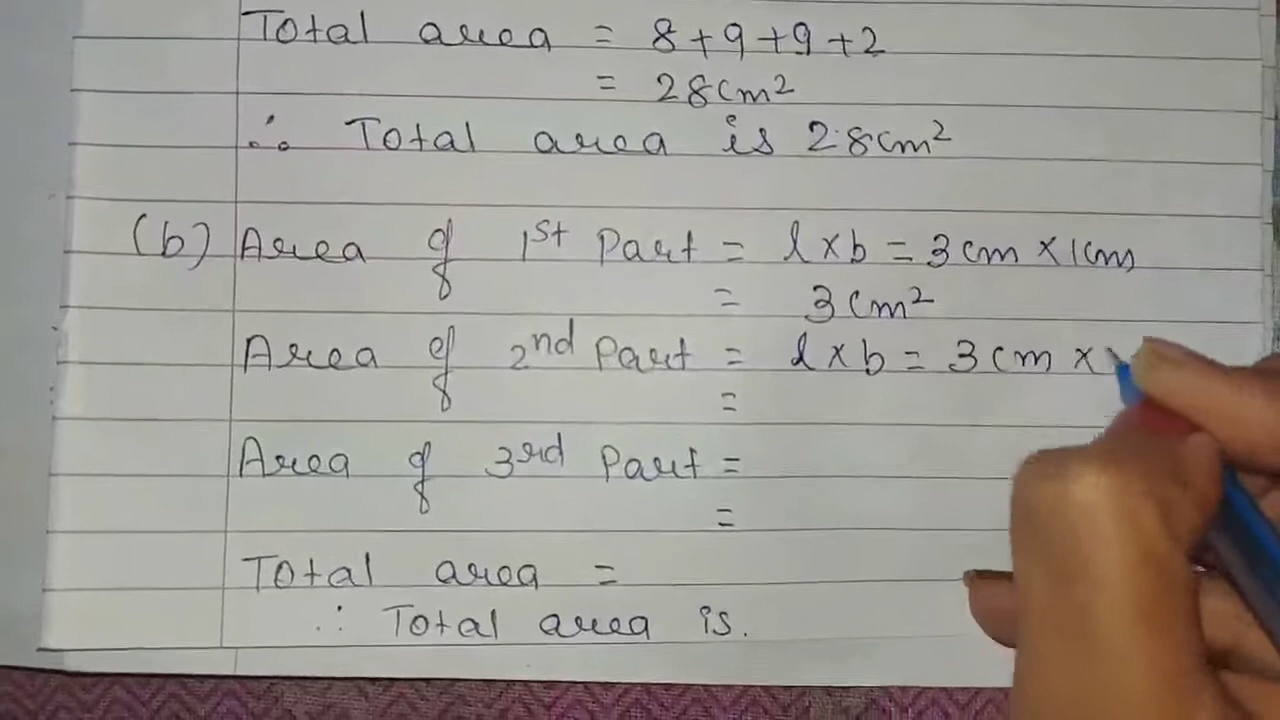 Total area = 8+9+9+2
= 28cm²
∴ Total area is 28cm²
(b) Area of 1st Part = l×b = 3cm×1cm
= 3cm²
Area of 2nd Part = l×b = 3cm×
=
Area of 3rd Part =
=
Total area =
∴ Total area is.